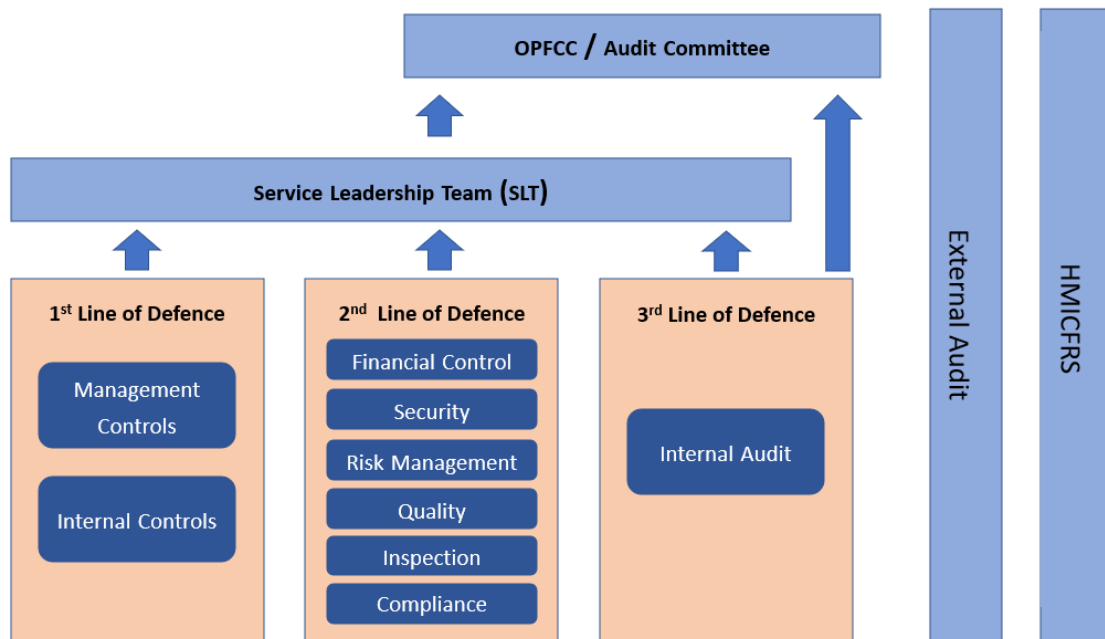 OPFCC / Audit Committee
Service Leadership Team (SLT)
1st Line of Defence
Management
Controls
Internal Controls
2nd Line of Defence
Financial Control
Security
Risk Management
Quality
Inspection
Compliance
3rd Line of Defence
Internal Audit
External Audit
HMICFRS